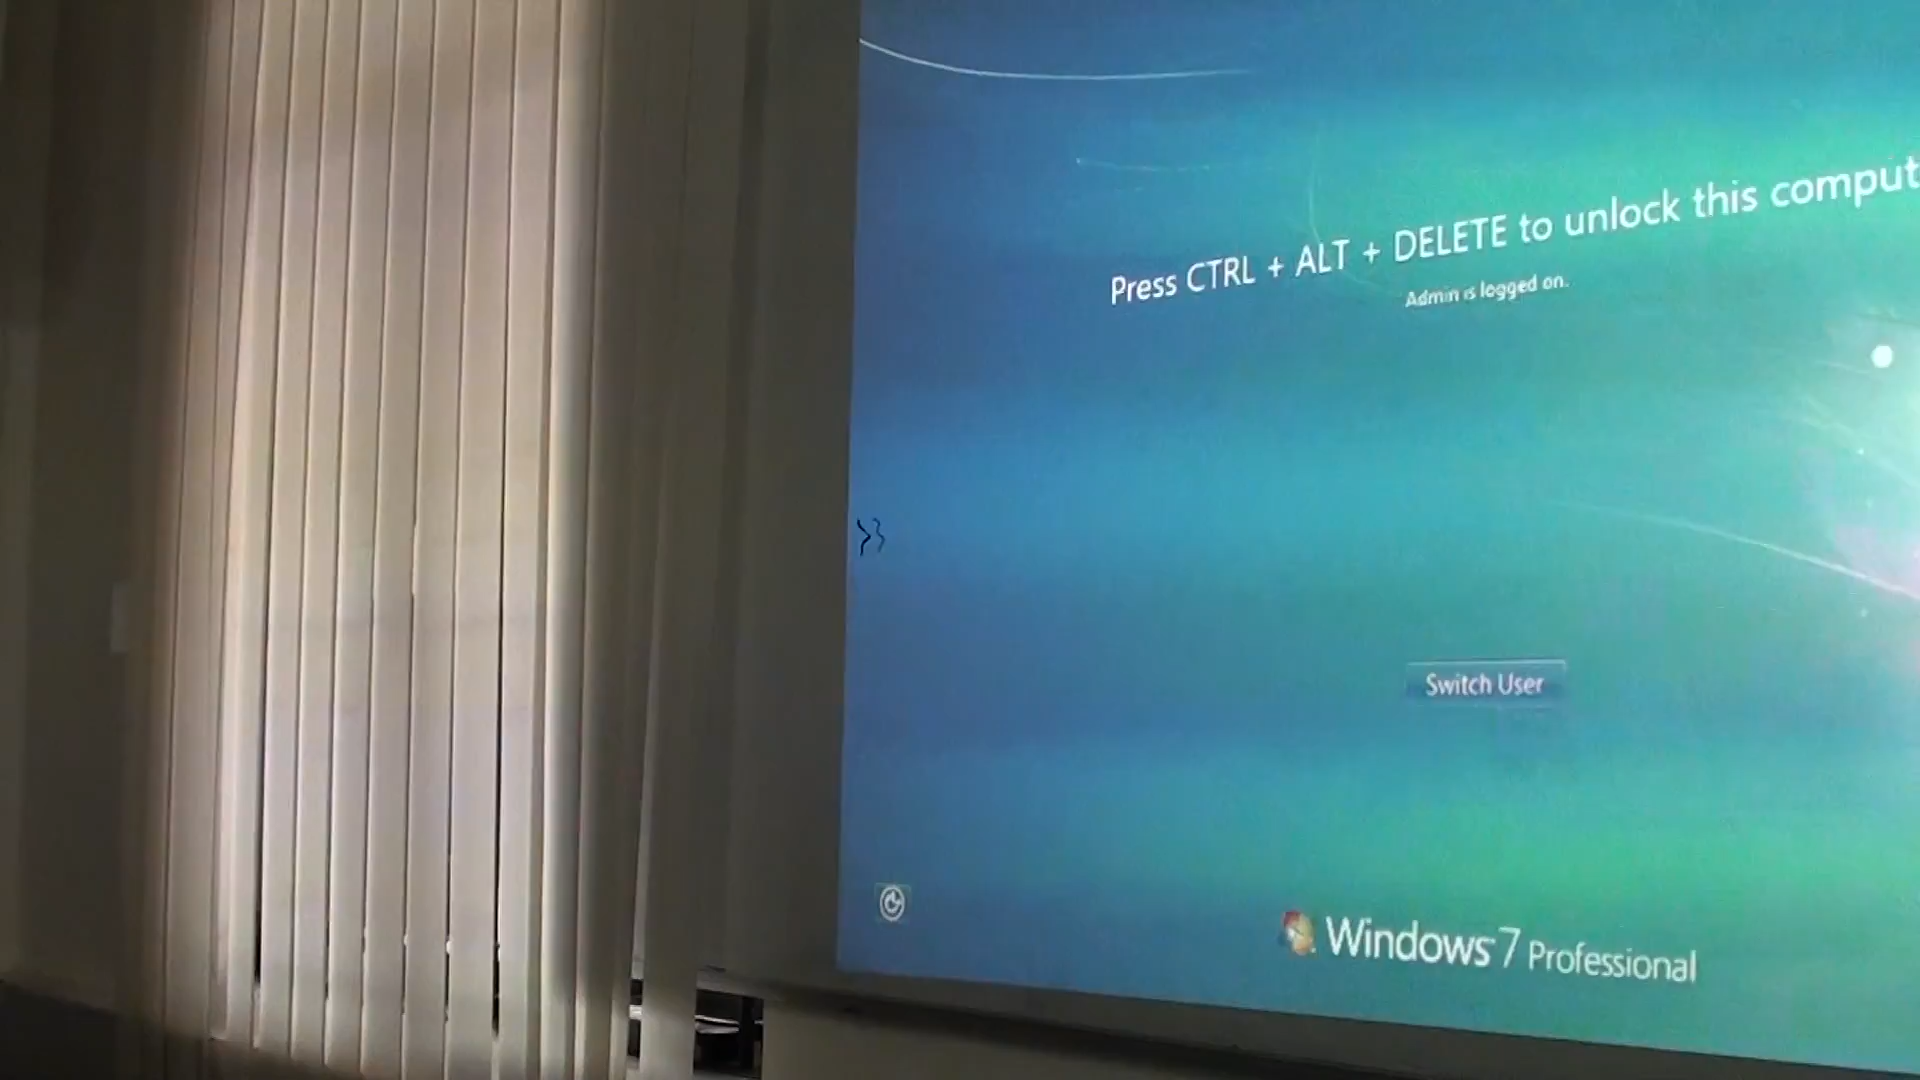 Press CTRL + ALT + DELETE to unlock this comput
Admin is logged on.
Switch User
Windows 7 Professional